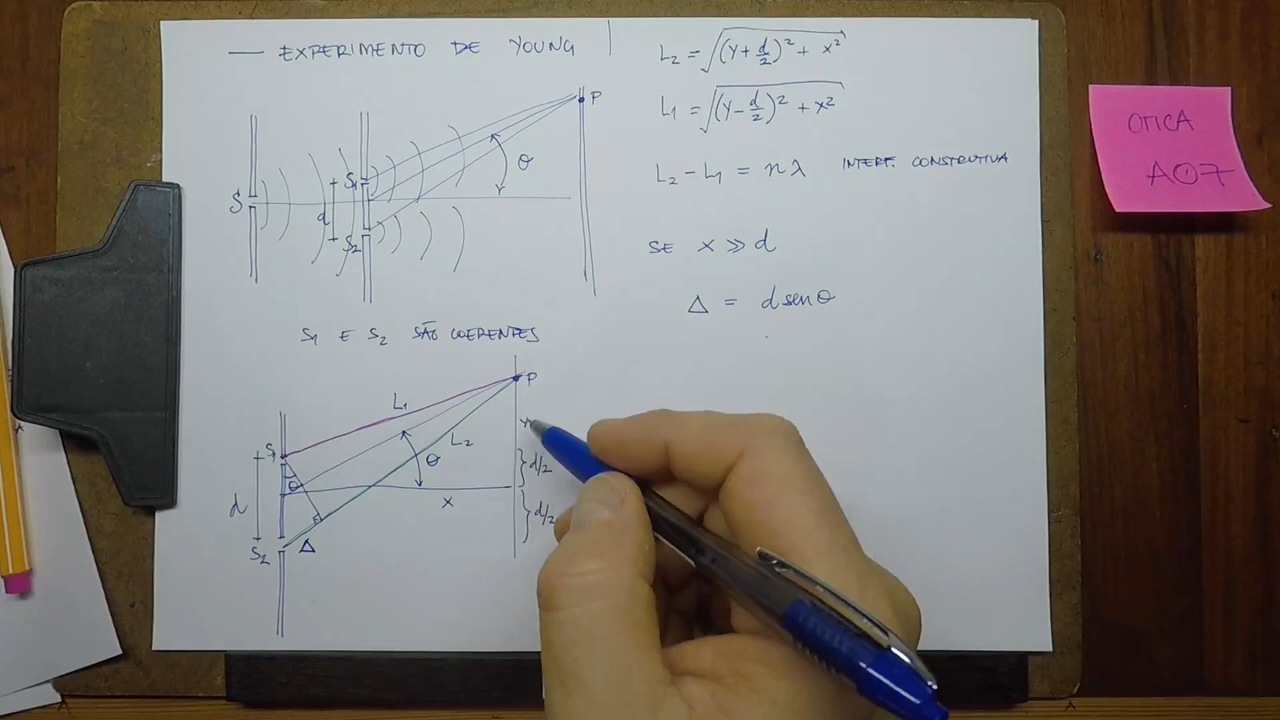 — EXPERIMENTO DE YOUNG
P
θ
S
S1
d
S2
S1 E S2 SÃO COERENTES
P
L1
L2
S1
θ
θ
d/2
d
x
d/2
S2
Δ
L2 = √(Y+d/2)² + x²
L1 = √(Y−d/2)² + x²
L2 − L1 = nλ INTERF. CONSTRUTIVA
SE x ≫ d
Δ = d sen θ
OTICA
A07